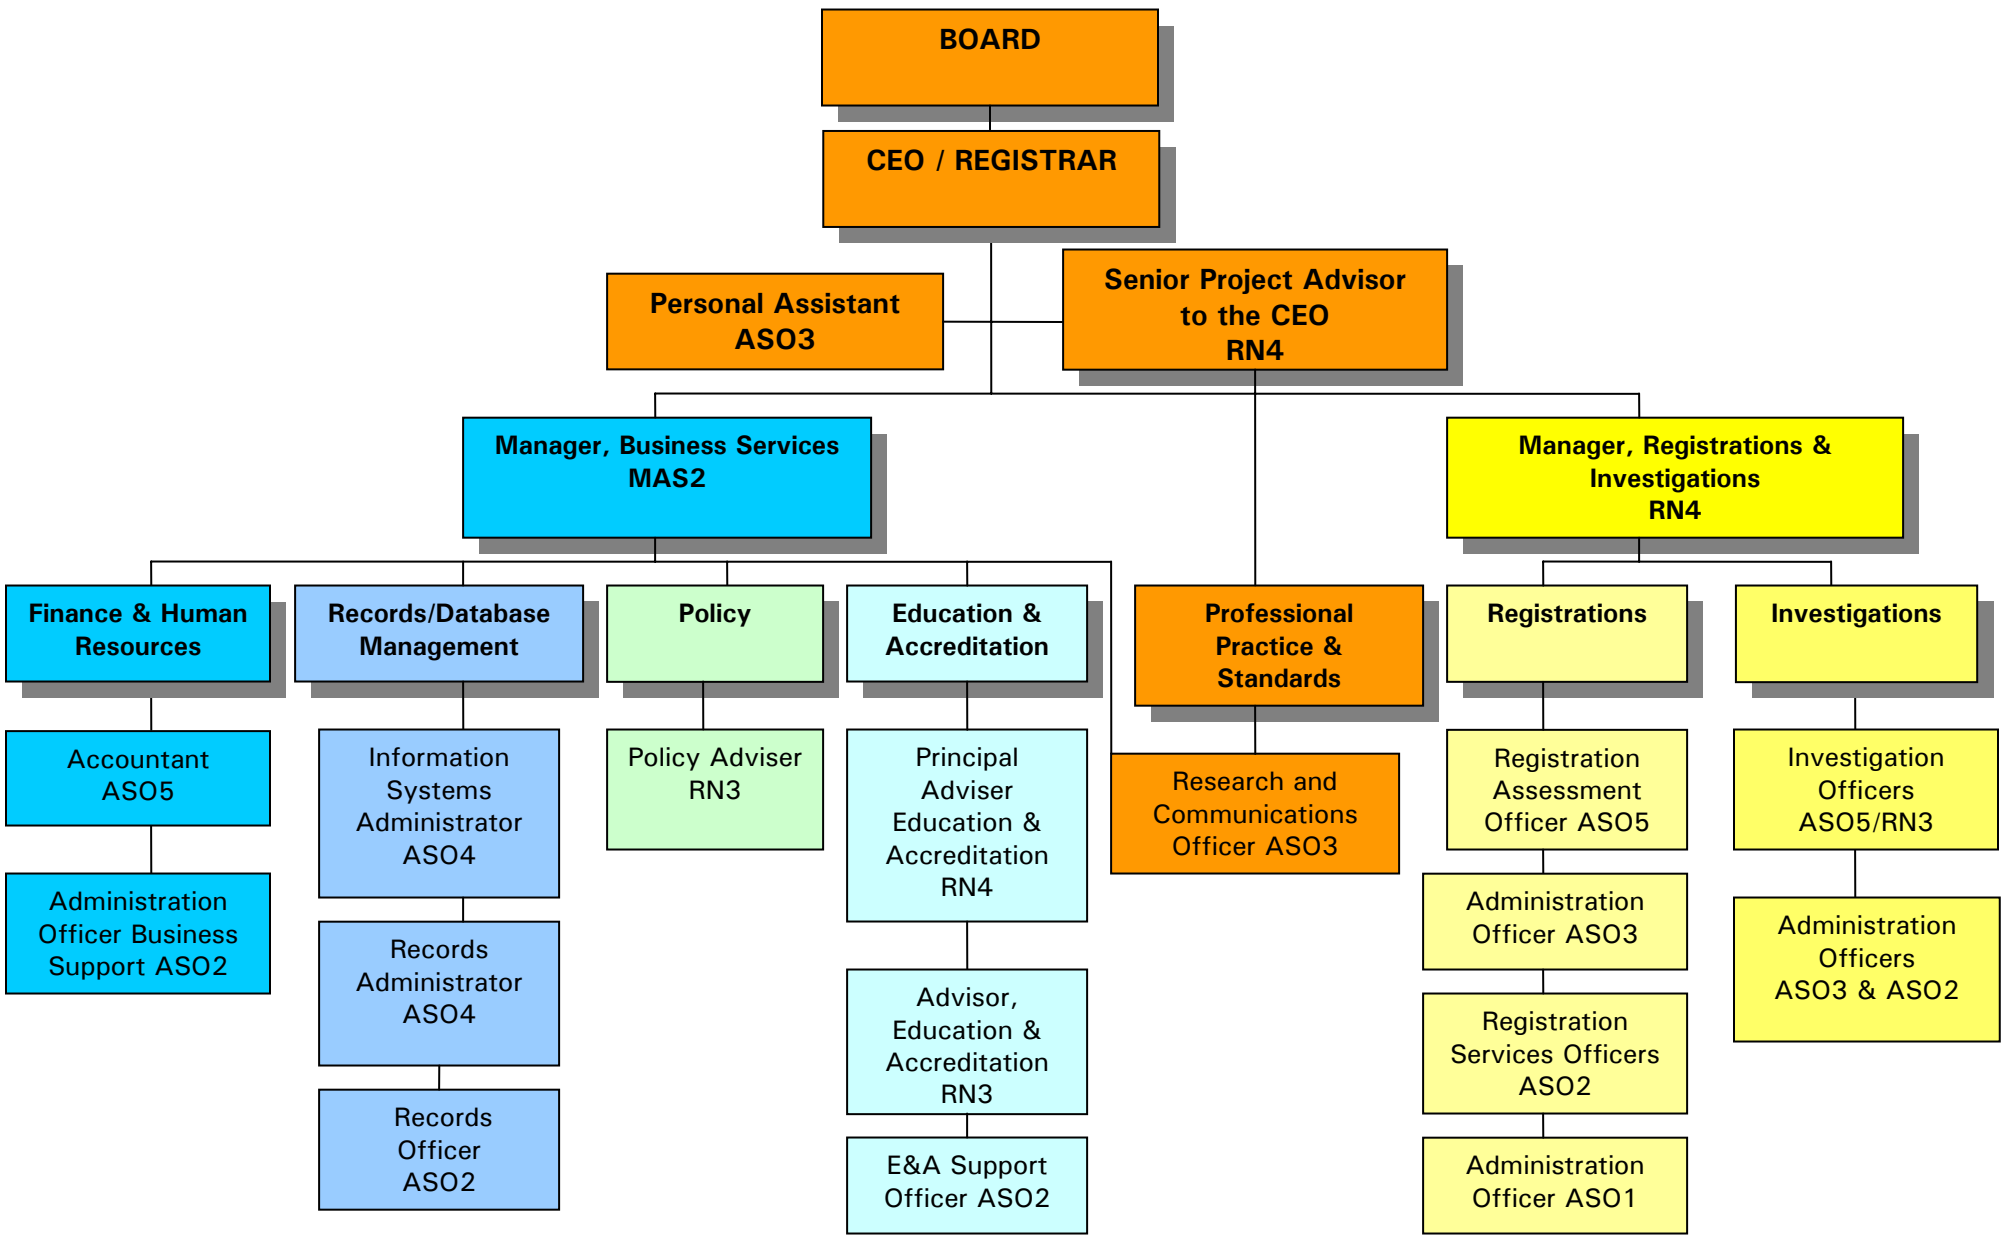 BOARD
CEO / REGISTRAR
Personal Assistant
ASO3
Senior Project Advisor
to the CEO
RN4
Manager, Business Services
MAS2
Manager, Registrations &
Investigations
RN4
Finance & Human
Resources
Records/Database
Management
Policy
Education &
Accreditation
Professional
Practice &
Standards
Registrations
Investigations
Accountant
ASO5
Administration
Officer Business
Support ASO2
Information
Systems
Administrator
ASO4
Records
Administrator
ASO4
Records
Officer
ASO2
Policy Adviser
RN3
Principal
Adviser
Education &
Accreditation
RN4
Advisor,
Education &
Accreditation
RN3
E&A Support
Officer ASO2
Research and
Communications
Officer ASO3
Registration
Assessment
Officer ASO5
Administration
Officer ASO3
Registration
Services Officers
ASO2
Administration
Officer ASO1
Investigation
Officers
ASO5/RN3
Administration
Officers
ASO3 & ASO2